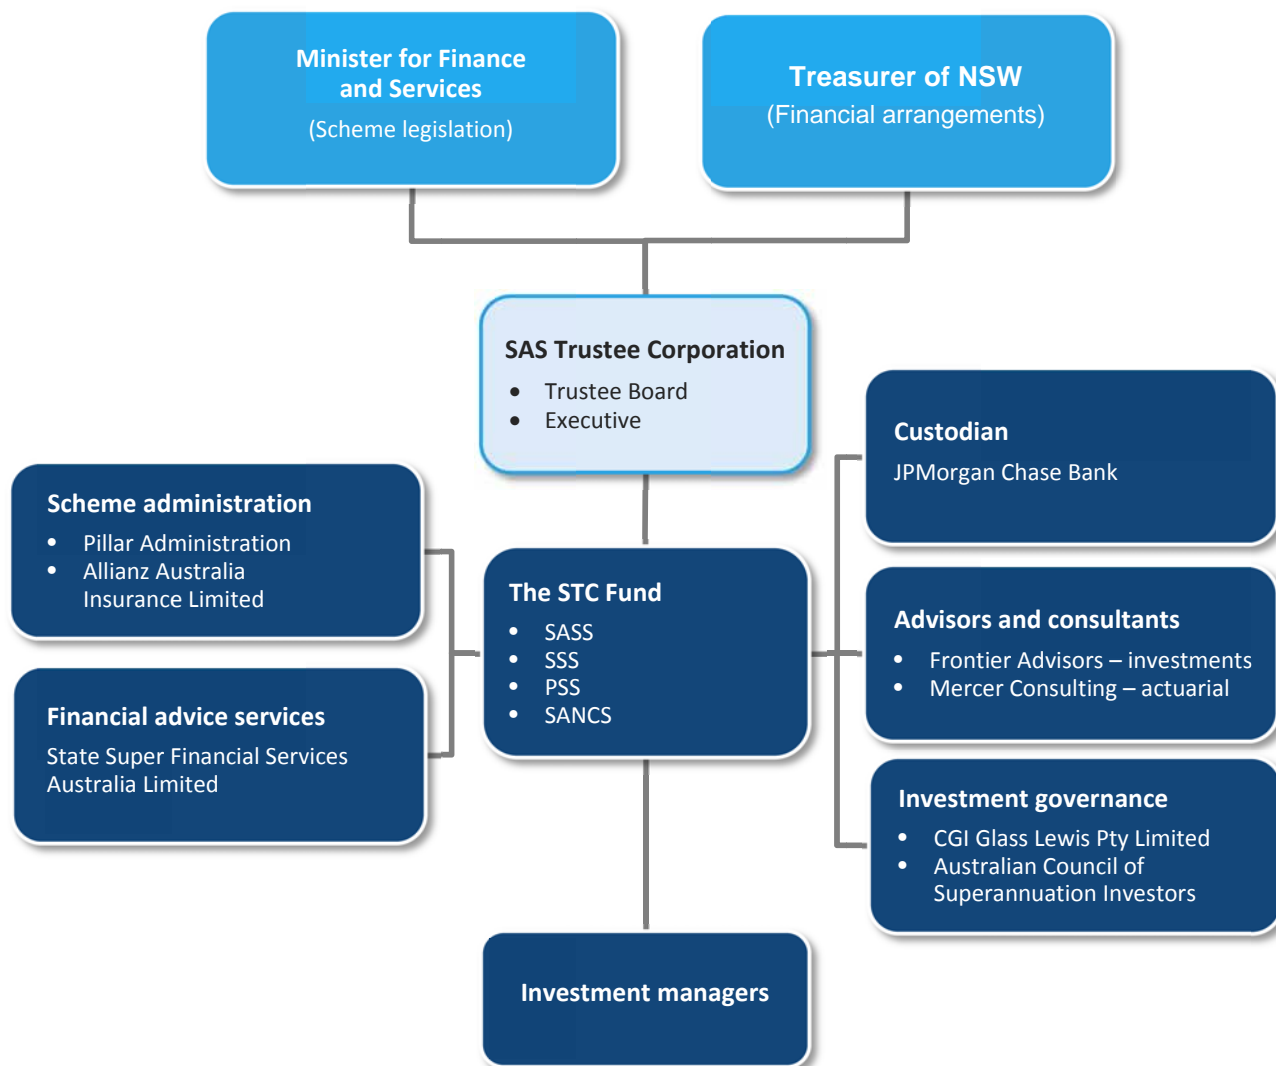 Minister for Finance
and Services
(Scheme legislation)
Treasurer of NSW
(Financial arrangements)
SAS Trustee Corporation
• Trustee Board
• Executive
Custodian
JPMorgan Chase Bank
Scheme administration
• Pillar Administration
• Allianz Australia
Insurance Limited
The STC Fund
• SASS
• SSS
• PSS
• SANCS
Advisors and consultants
• Frontier Advisors – investments
• Mercer Consulting – actuarial
Financial advice services
State Super Financial Services
Australia Limited
Investment governance
• CGI Glass Lewis Pty Limited
• Australian Council of
Superannuation Investors
Investment managers